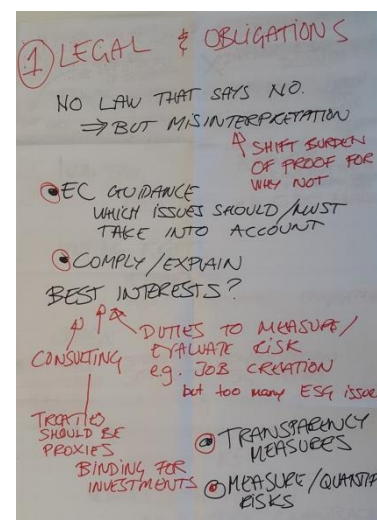 ① LEGAL & OBLIGATIONS
NO LAW THAT SAYS NO.
⇒ BUT MISINTERPRETATION
SHIFT BURDEN
OF PROOF FOR
WHY NOT
EC GUIDANCE
WHICH ISSUES SHOULD/MUST
TAKE INTO ACCOUNT
COMPLY/EXPLAIN
BEST INTERESTS?
DUTIES TO MEASURE/
EVALUATE RISK
e.g. JOB CREATION
but too many ESG issue
CONSULTING
TREATIES
SHOULD BE
PROXIES
BINDING FOR
INVESTMENTS
TRANSPARENCY
MEASURES
MEASURE/QUANTIF
RISKS